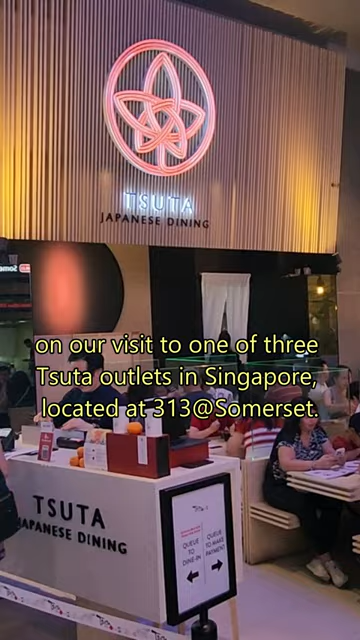 TSUTA
JAPANESE DINING
on our visit to one of three
Tsuta outlets in Singapore,
located at 313@Somerset.
TSUTA
JAPANESE DINING
QUEUE
TO
DINE-IN
QUEUE
TO MAKE
PAYMENT